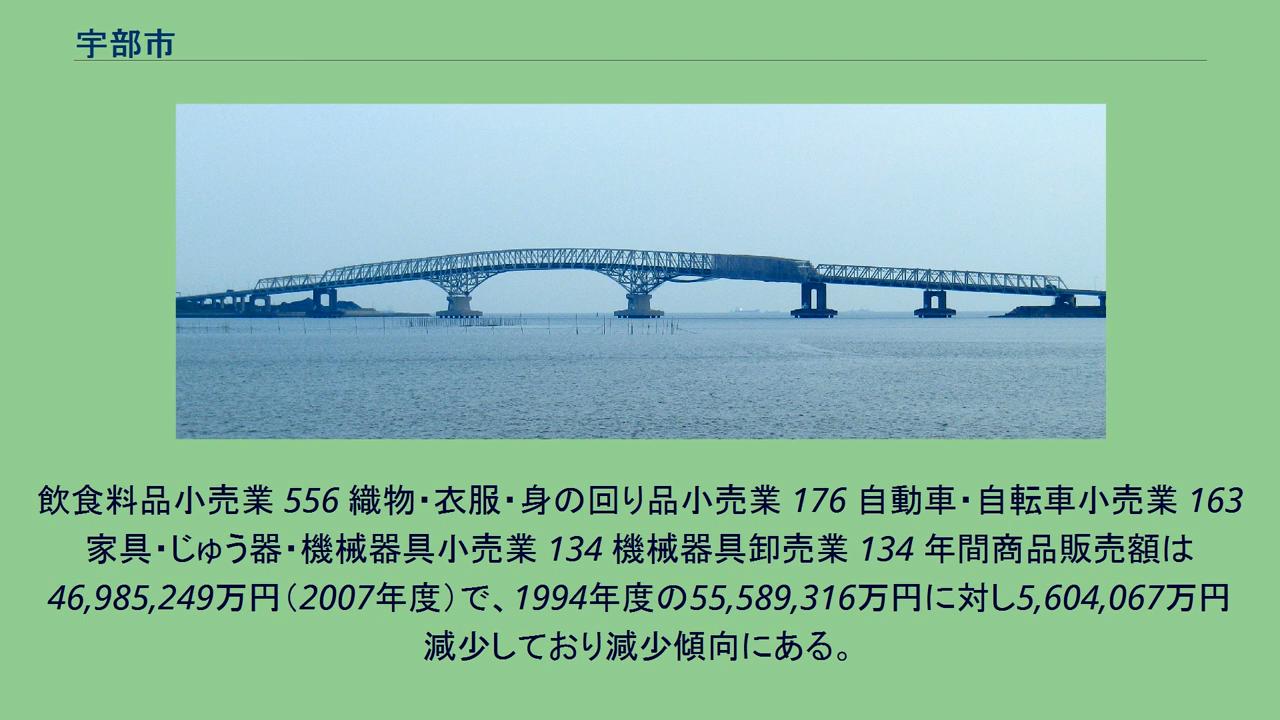 宇部市
飲食料品小売業 556 織物・衣服・身の回り品小売業 176 自動車・自転車小売業 163
家具・じゅう器・機械器具小売業 134 機械器具卸売業 134 年間商品販売額は
46,985,249万円（2007年度）で、1994年度の55,589,316万円に対し5,604,067万円
減少しており減少傾向にある。